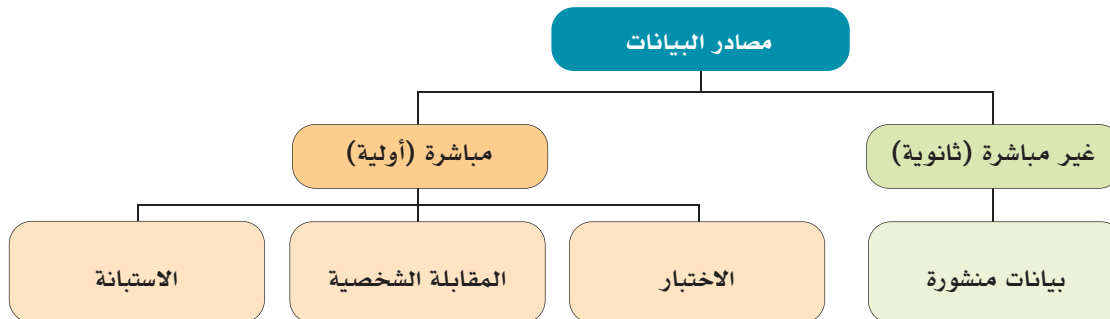 مصادر البيانات
غير مباشرة (ثانوية)
مباشرة (أولية)
بيانات منشورة
الاختبار
المقابلة الشخصية
الاستبانة